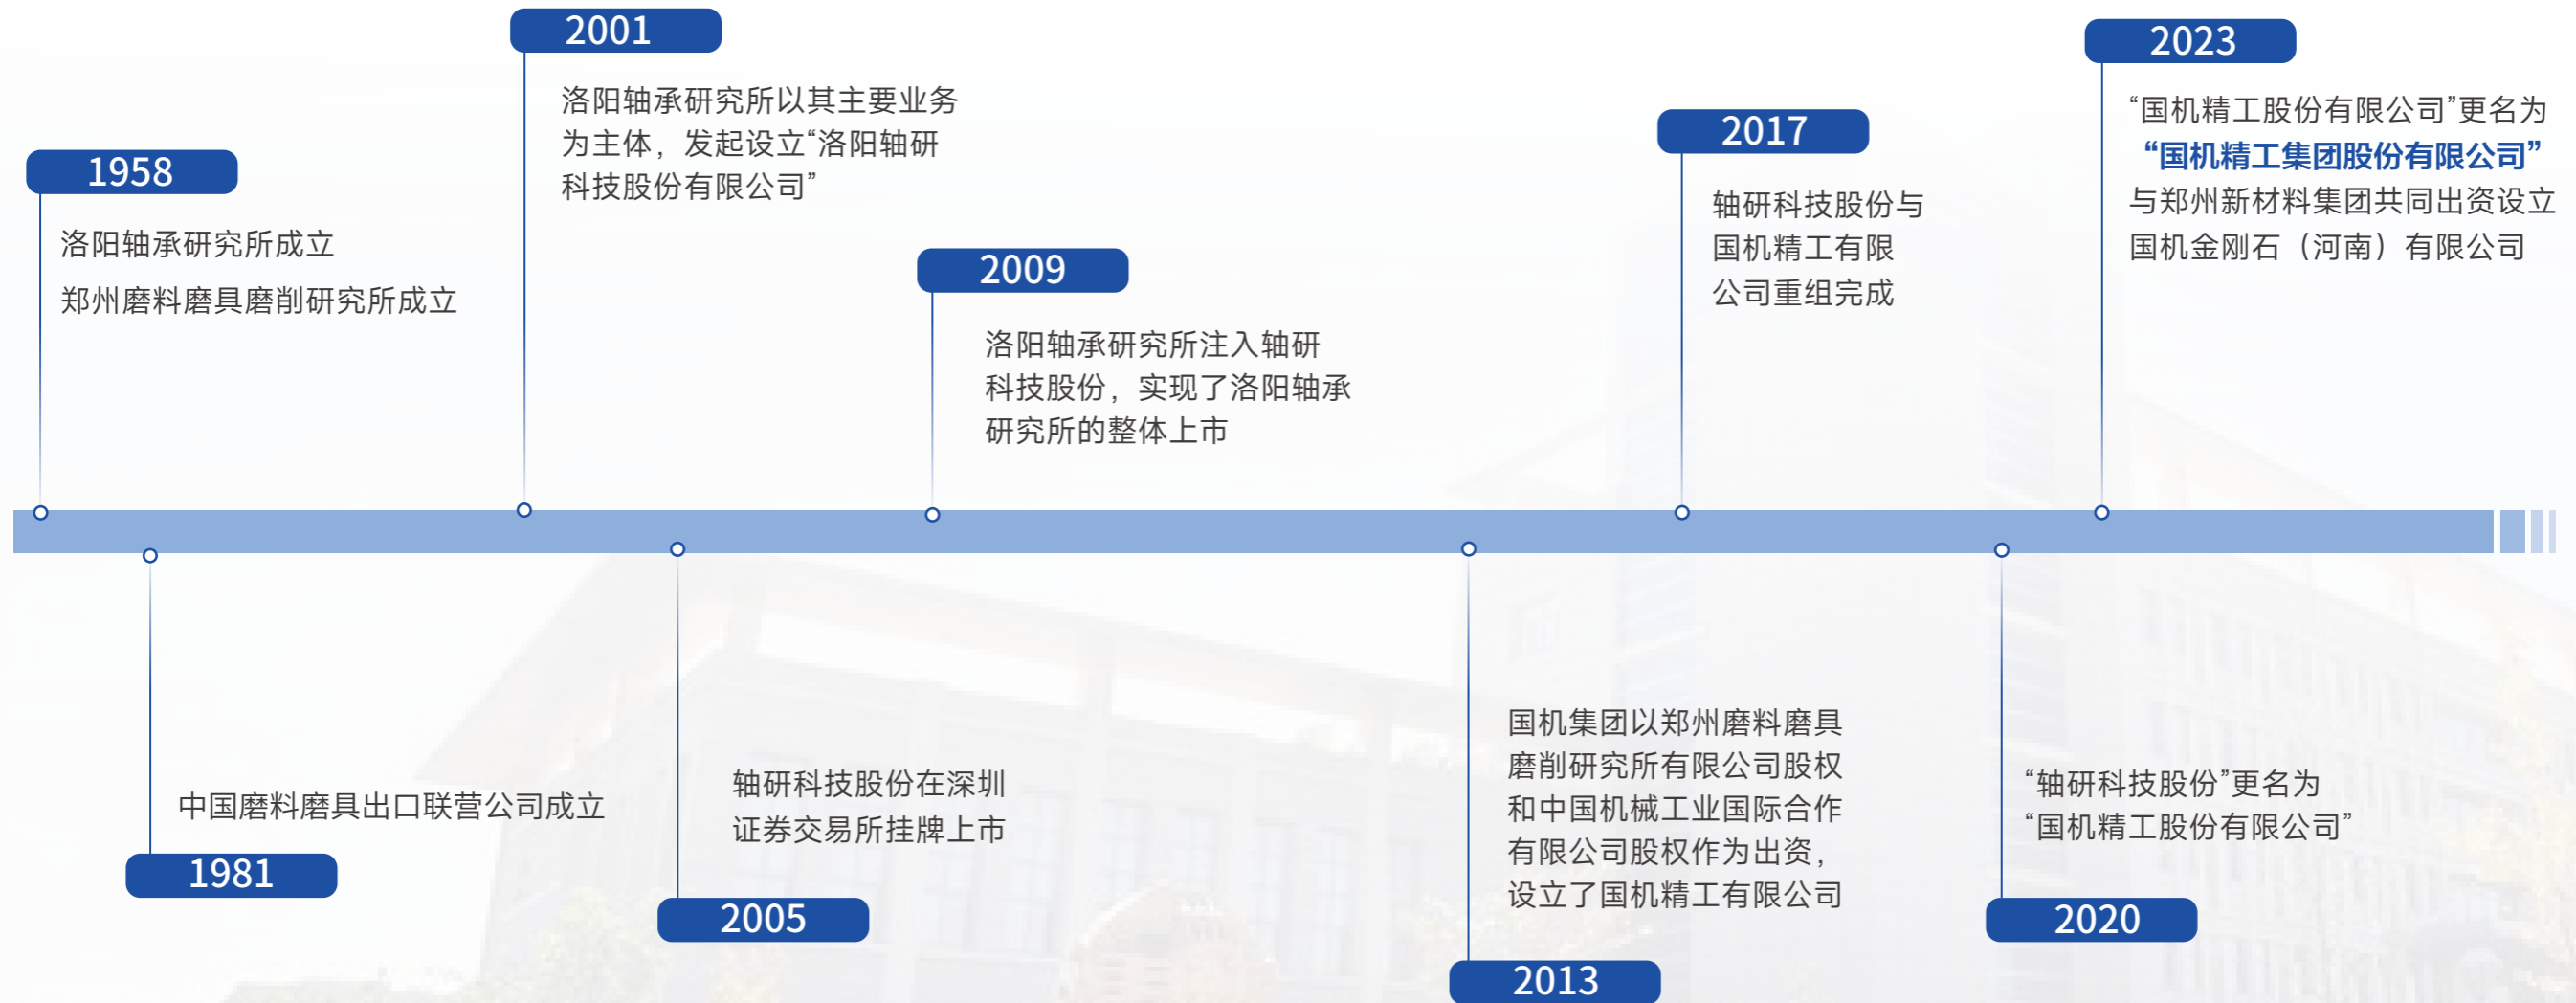 1958
洛阳轴承研究所成立
郑州磨料磨具磨削研究所成立
1981
中国磨料磨具出口联营公司成立
2001
洛阳轴承研究所以其主要业务
为主体，发起设立“洛阳轴研
科技股份有限公司”
2005
轴研科技股份在深圳
证券交易所挂牌上市
2009
洛阳轴承研究所注入轴研
科技股份，实现了洛阳轴承
研究所的整体上市
2013
国机集团以郑州磨料磨具
磨削研究所有限公司股权
和中国机械工业国际合作
有限公司股权作为出资，
设立了国机精工有限公司
2017
轴研科技股份与
国机精工有限
公司重组完成
2020
“轴研科技股份”更名为
“国机精工股份有限公司”
2023
“国机精工股份有限公司”更名为
“国机精工集团股份有限公司”
与郑州新材料集团共同出资设立
国机金刚石（河南）有限公司